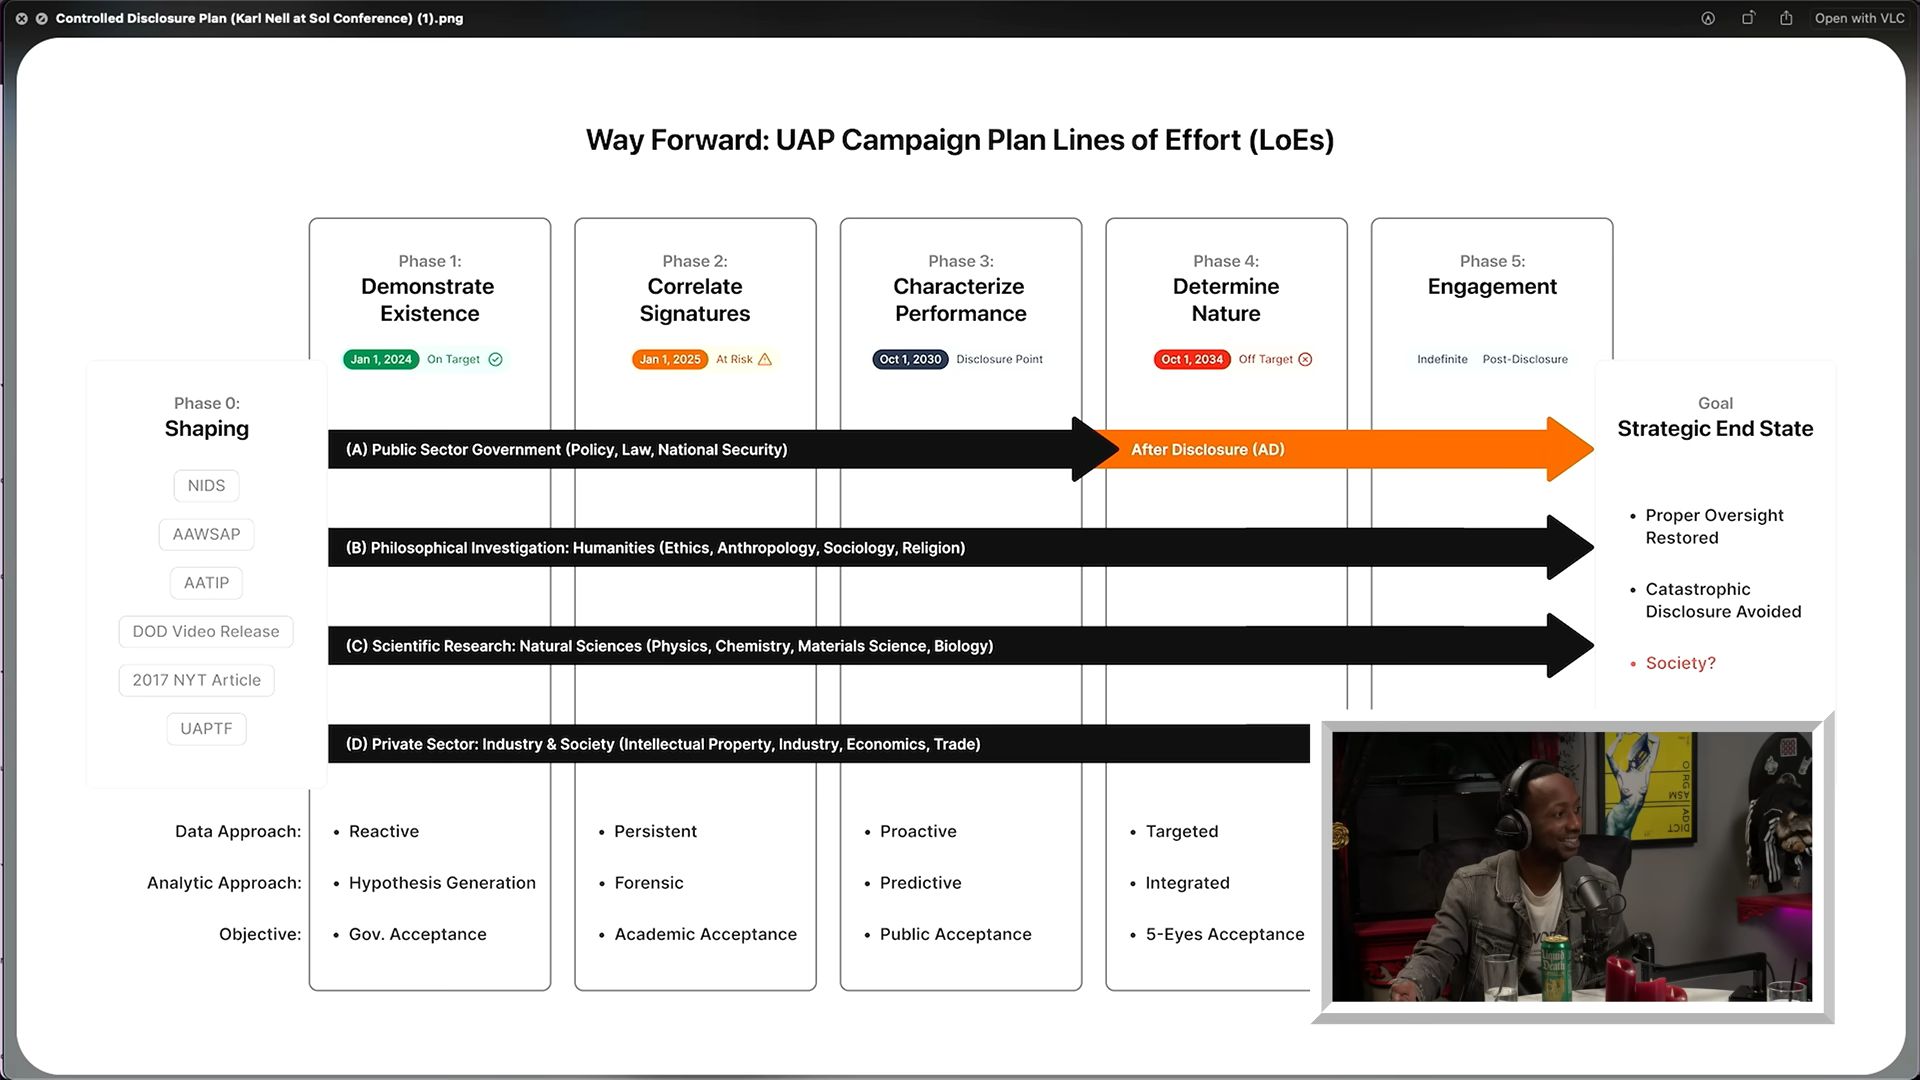 Controlled Disclosure Plan (Karl Nell at Sol Conference) (1).png
Open with VLC
Way Forward: UAP Campaign Plan Lines of Effort (LoEs)
Phase 0:
Shaping
NIDS
AAWSAP
AATIP
DOD Video Release
2017 NYT Article
UAPTF
Phase 1:
Demonstrate
Existence
Jan 1, 2024 On Target
Phase 2:
Correlate
Signatures
Jan 1, 2025 At Risk
Phase 3:
Characterize
Performance
Oct 1, 2030 Disclosure Point
Phase 4:
Determine
Nature
Oct 1, 2034 Off Target
Phase 5:
Engagement
Indefinite Post-Disclosure
(A) Public Sector Government (Policy, Law, National Security)
After Disclosure (AD)
(B) Philosophical Investigation: Humanities (Ethics, Anthropology, Sociology, Religion)
(C) Scientific Research: Natural Sciences (Physics, Chemistry, Materials Science, Biology)
(D) Private Sector: Industry & Society (Intellectual Property, Industry, Economics, Trade)
Goal
Strategic End State
• Proper Oversight
Restored
• Catastrophic
Disclosure Avoided
• Society?
Data Approach: • Reactive • Persistent • Proactive • Targeted
Analytic Approach: • Hypothesis Generation • Forensic • Predictive • Integrated
Objective: • Gov. Acceptance • Academic Acceptance • Public Acceptance • 5-Eyes Acceptance
ORG
ASM
AD
DICT
Liquid
Death